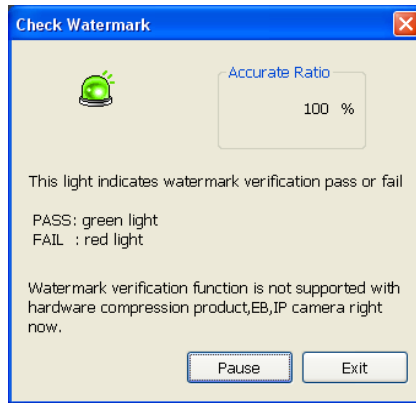 Check Watermark
Accurate Ratio
100 %
This light indicates watermark verification pass or fail
PASS: green light
FAIL : red light
Watermark verification function is not supported with
hardware compression product,EB,IP camera right
now.
Pause Exit